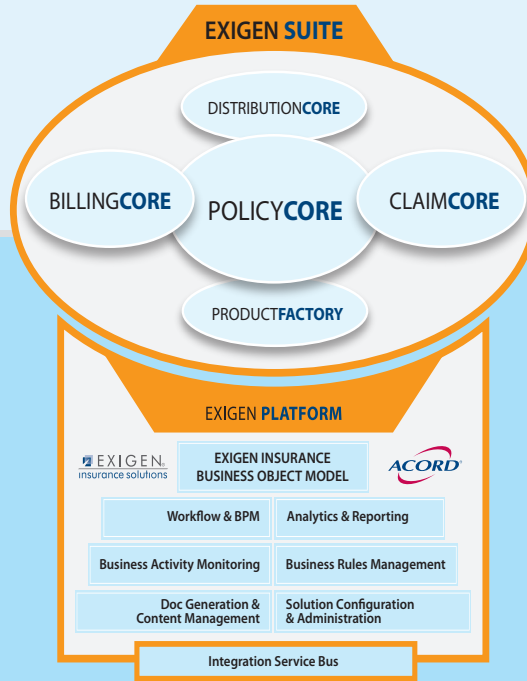 EXIGEN SUITE
DISTRIBUTIONCORE
BILLINGCORE
POLICYCORE
CLAIMCORE
PRODUCTFACTORY
EXIGEN PLATFORM
EXIGEN®
insurance solutions
EXIGEN INSURANCE
BUSINESS OBJECT MODEL
ACORD®
Workflow & BPM
Analytics & Reporting
Business Activity Monitoring
Business Rules Management
Doc Generation &
Content Management
Solution Configuration
& Administration
Integration Service Bus